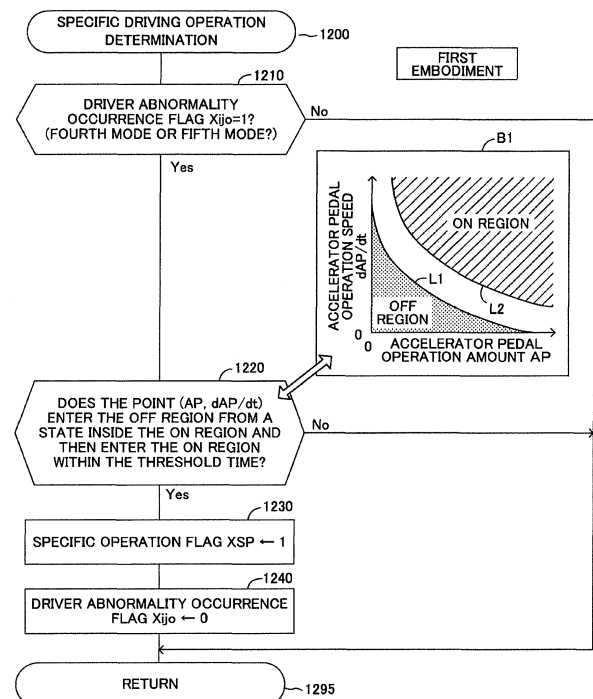 SPECIFIC DRIVING OPERATION
DETERMINATION
1200
FIRST
EMBODIMENT
1210
DRIVER ABNORMALITY
OCCURRENCE FLAG Xijo=1?
(FOURTH MODE OR FIFTH MODE?)
No
Yes
B1
ACCELERATOR PEDAL
OPERATION SPEED
dAP/dt
ON REGION
L1
L2
OFF
REGION
0
0
ACCELERATOR PEDAL
OPERATION AMOUNT AP
1220
DOES THE POINT (AP, dAP/dt)
ENTER THE OFF REGION FROM A
STATE INSIDE THE ON REGION AND
THEN ENTER THE ON REGION
WITHIN THE THRESHOLD TIME?
No
Yes
1230
SPECIFIC OPERATION FLAG XSP ← 1
1240
DRIVER ABNORMALITY OCCURRENCE
FLAG Xijo ← 0
RETURN
1295